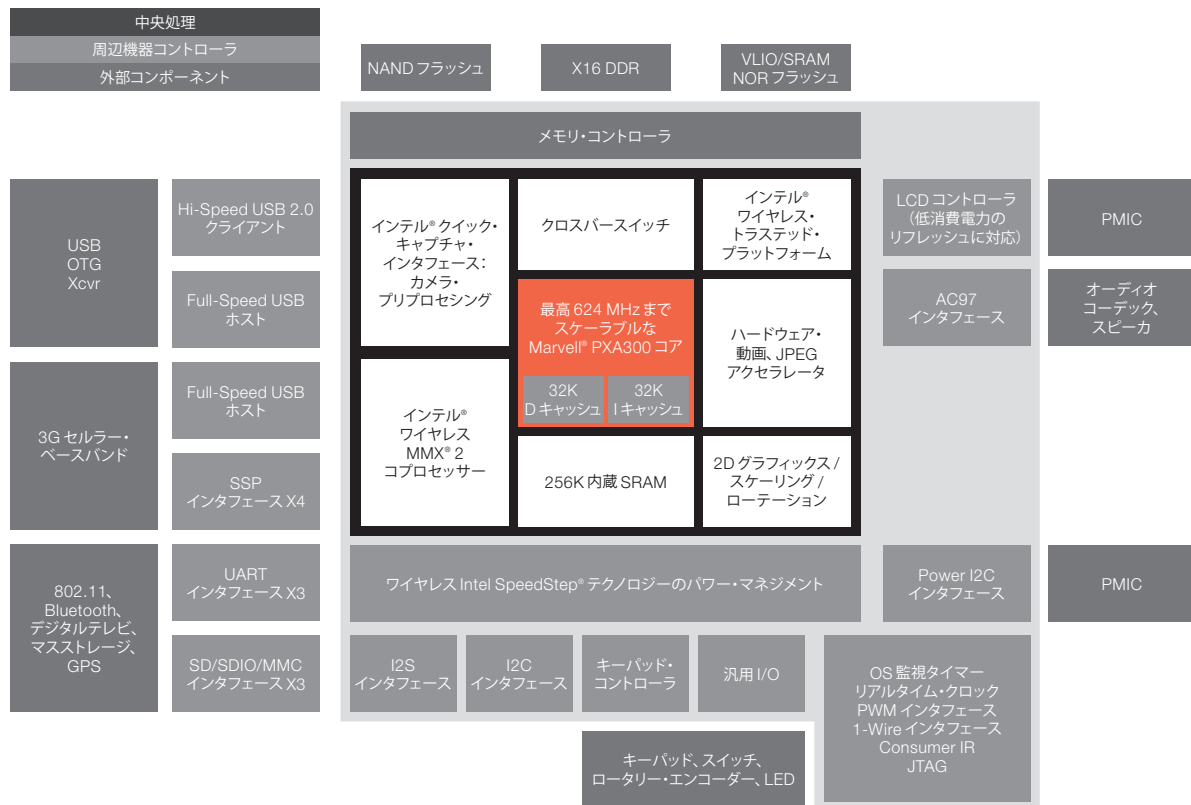 中央処理
周辺機器コントローラ
外部コンポーネント
NAND フラッシュ
X16 DDR
VLIO/SRAM
NOR フラッシュ
メモリ・コントローラ
USB
OTG
Xcvr
Hi-Speed USB 2.0
クライアント
Full-Speed USB
ホスト
インテル® クイック・
キャプチャ・
インタフェース：
カメラ・
プリプロセシング
クロスバースイッチ
インテル®
ワイヤレス・
トラステッド・
プラットフォーム
LCD コントローラ
（低消費電力の
リフレッシュに対応）
PMIC
最高 624 MHz まで
スケーラブルな
Marvell® PXA300 コア
32K
D キャッシュ
32K
I キャッシュ
ハードウェア・
動画、JPEG
アクセラレータ
AC97
インタフェース
オーディオ
コーデック、
スピーカ
3G セルラー・
ベースバンド
Full-Speed USB
ホスト
SSP
インタフェース X4
インテル®
ワイヤレス
MMX® 2
コプロセッサー
256K 内蔵 SRAM
2D グラフィックス /
スケーリング /
ローテーション
802.11、
Bluetooth、
デジタルテレビ、
マスストレージ、
GPS
UART
インタフェース X3
SD/SDIO/MMC
インタフェース X3
ワイヤレス Intel SpeedStep® テクノロジーのパワー・マネジメント
Power I2C
インタフェース
PMIC
I2S
インタフェース
I2C
インタフェース
キーパッド・
コントローラ
汎用 I/O
OS 監視タイマー
リアルタイム・クロック
PWM インタフェース
1-Wire インタフェース
Consumer IR
JTAG
キーパッド、スイッチ、
ロータリー・エンコーダー、LED